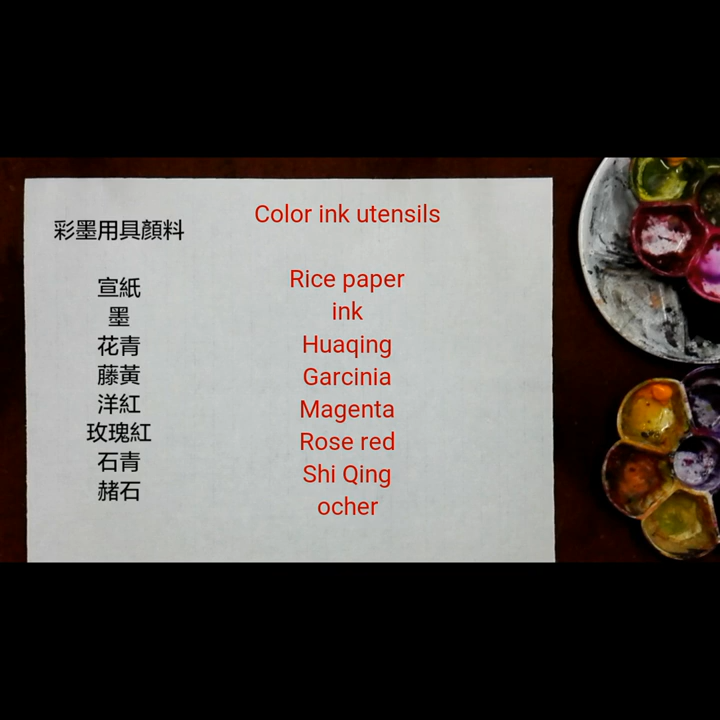 彩墨用具顏料
宣紙
墨
花青
藤黃
洋紅
玫瑰紅
石青
赭石
Color ink utensils
Rice paper
ink
Huaqing
Garcinia
Magenta
Rose red
Shi Qing
ocher